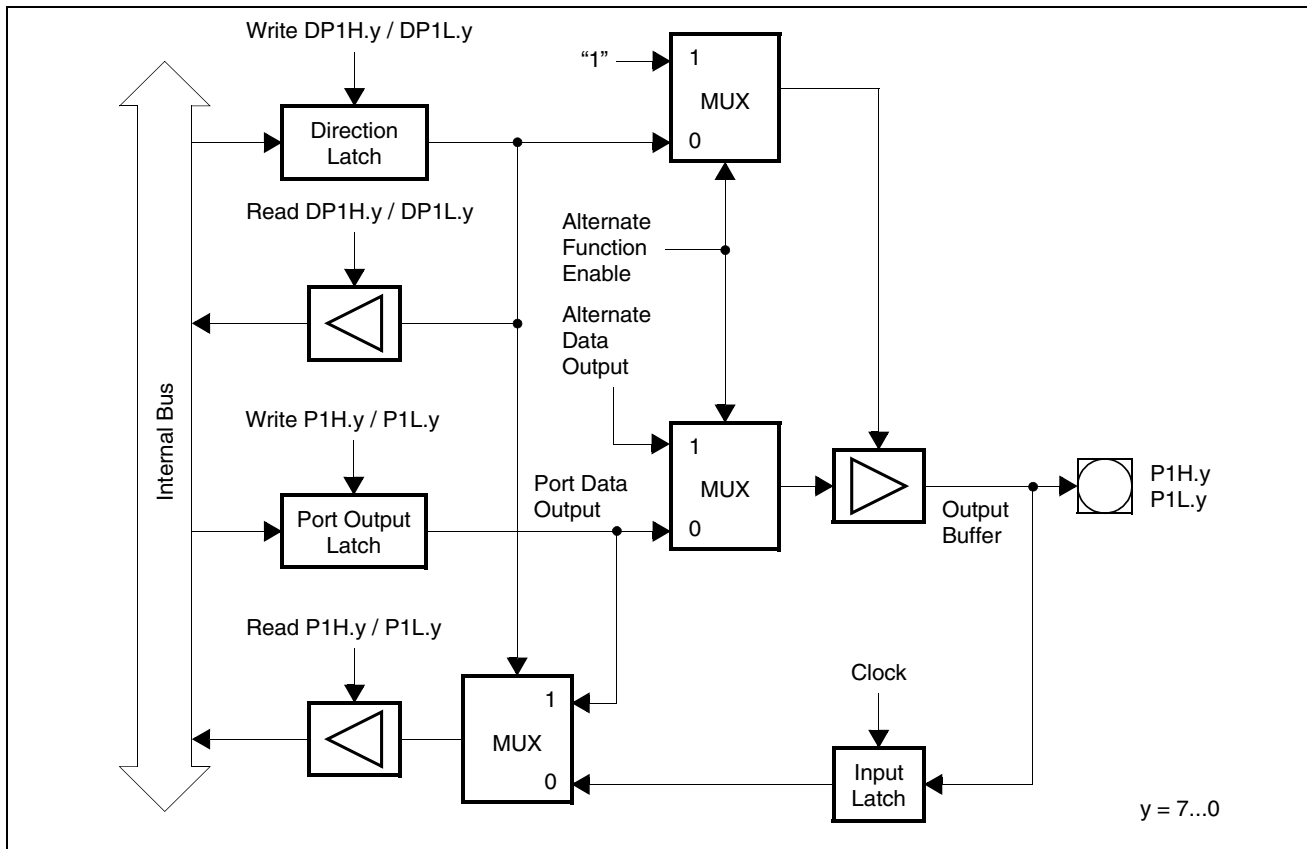 Write DP1H.y / DP1L.y
“1”
1
MUX
0
Direction
Latch
Read DP1H.y / DP1L.y
Alternate
Function
Enable
Alternate
Data
Output
Internal Bus
Write P1H.y / P1L.y
1
MUX
0
Port Data
Output
Port Output
Latch
Output
Buffer
P1H.y
P1L.y
Read P1H.y / P1L.y
1
MUX
0
Clock
Input
Latch
y = 7...0